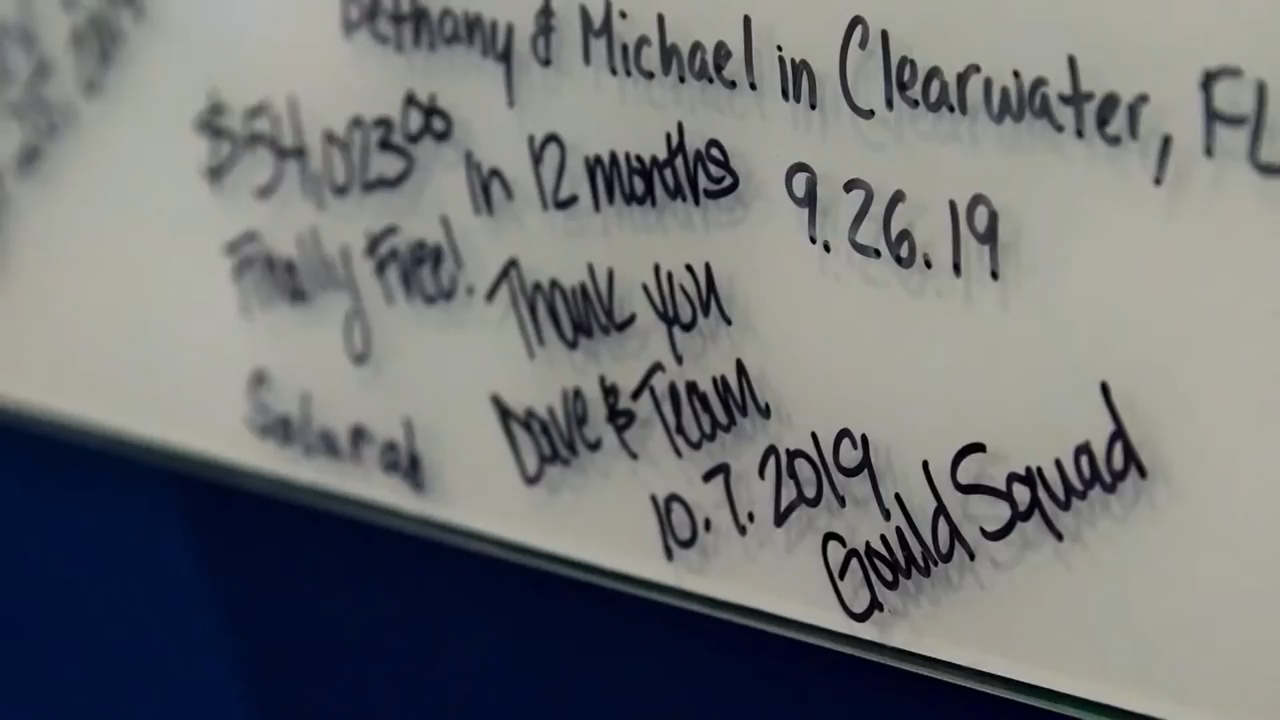 Bethany & Michael in Clearwater, FL
9.26.19
$54,023.00 in 12 months
Finally Free! Thank you
Dave & Team
10.7.2019
Gould Squad